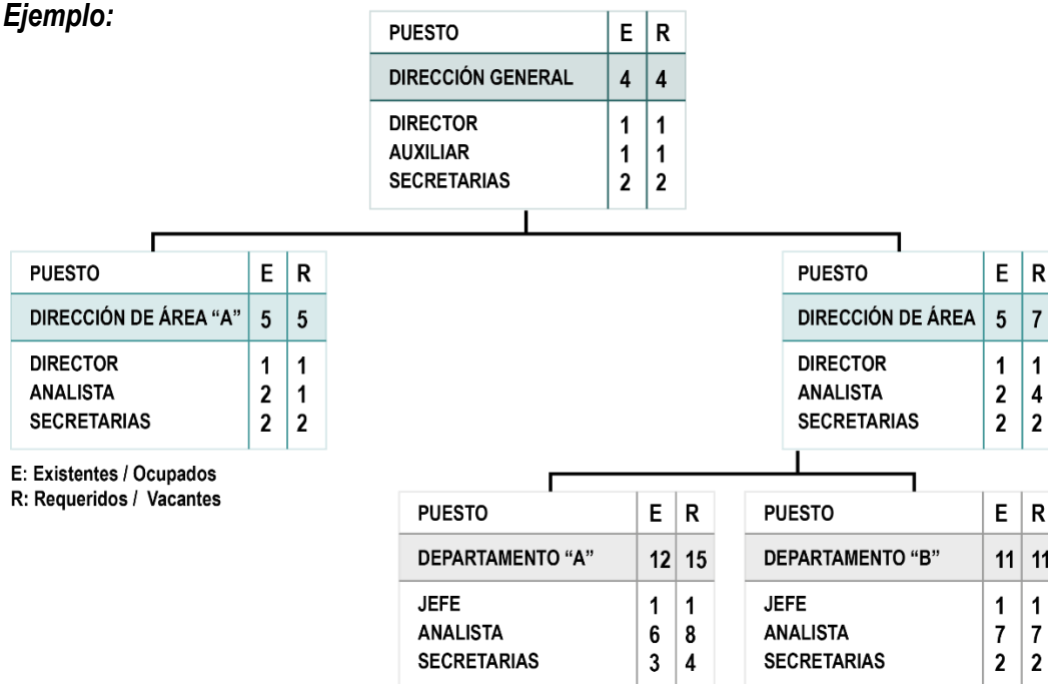 Ejemplo:
PUESTO E R
DIRECCIÓN GENERAL 4 4
DIRECTOR 1 1
AUXILIAR 1 1
SECRETARIAS 2 2
PUESTO E R
DIRECCIÓN DE ÁREA “A” 5 5
DIRECTOR 1 1
ANALISTA 2 1
SECRETARIAS 2 2
PUESTO E R
DIRECCIÓN DE ÁREA 5 7
DIRECTOR 1 1
ANALISTA 2 4
SECRETARIAS 2 2
E: Existentes / Ocupados
R: Requeridos / Vacantes
PUESTO E R
DEPARTAMENTO “A” 12 15
JEFE 1 1
ANALISTA 6 8
SECRETARIAS 3 4
PUESTO E R
DEPARTAMENTO “B” 11 11
JEFE 1 1
ANALISTA 7 7
SECRETARIAS 2 2